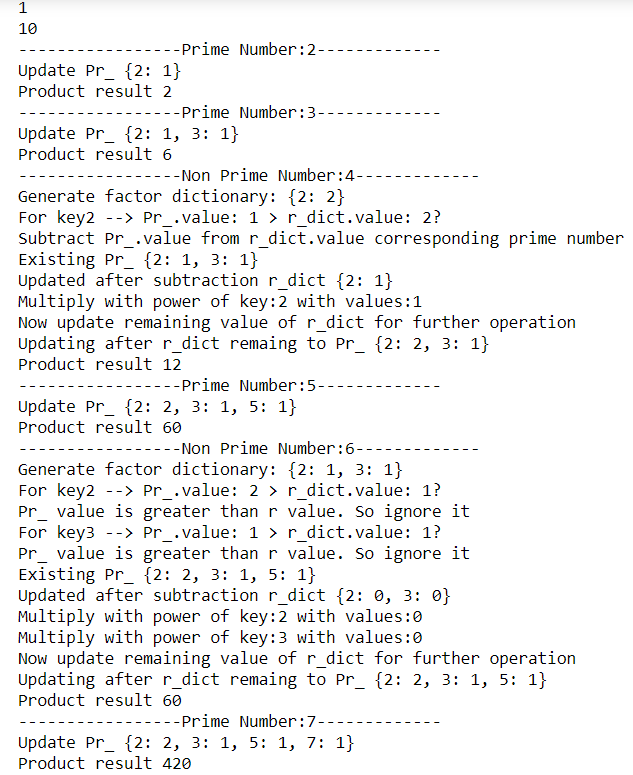 1
10
-----------------Prime Number:2-------------
Update Pr_ {2: 1}
Product result 2
-----------------Prime Number:3-------------
Update Pr_ {2: 1, 3: 1}
Product result 6
-----------------Non Prime Number:4-------------
Generate factor dictionary: {2: 2}
For key2 --> Pr_.value: 1 > r_dict.value: 2?
Subtract Pr_.value from r_dict.value corresponding prime number
Existing Pr_ {2: 1, 3: 1}
Updated after subtraction r_dict {2: 1}
Multiply with power of key:2 with values:1
Now update remaining value of r_dict for further operation
Updating after r_dict remaing to Pr_ {2: 2, 3: 1}
Product result 12
-----------------Prime Number:5-------------
Update Pr_ {2: 2, 3: 1, 5: 1}
Product result 60
-----------------Non Prime Number:6-------------
Generate factor dictionary: {2: 1, 3: 1}
For key2 --> Pr_.value: 2 > r_dict.value: 1?
Pr_ value is greater than r value. So ignore it
For key3 --> Pr_.value: 1 > r_dict.value: 1?
Pr_ value is greater than r value. So ignore it
Existing Pr_ {2: 2, 3: 1, 5: 1}
Updated after subtraction r_dict {2: 0, 3: 0}
Multiply with power of key:2 with values:0
Multiply with power of key:3 with values:0
Now update remaining value of r_dict for further operation
Updating after r_dict remaing to Pr_ {2: 2, 3: 1, 5: 1}
Product result 60
-----------------Prime Number:7-------------
Update Pr_ {2: 2, 3: 1, 5: 1, 7: 1}
Product result 420